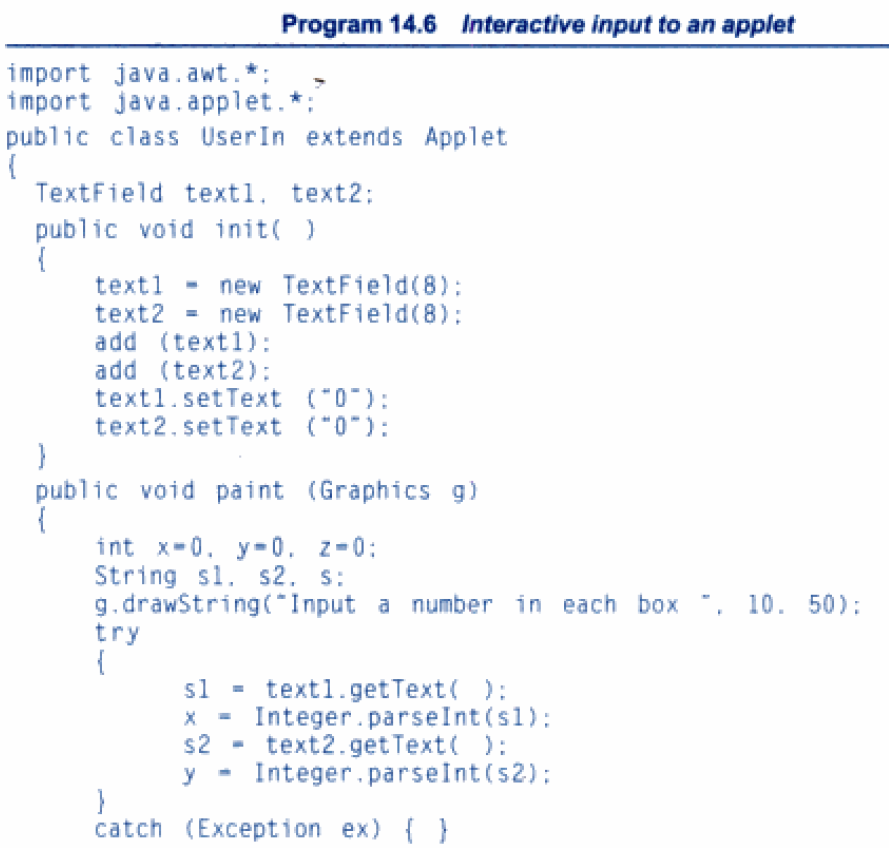 Program 14.6 Interactive input to an applet
import java.awt.*;
import java.applet.*;
public class UserIn extends Applet
{
TextField text1, text2;
public void init( )
{
text1 = new TextField(8);
text2 = new TextField(8);
add (text1);
add (text2);
text1.setText ("0");
text2.setText ("0");
}
public void paint (Graphics g)
{
int x=0, y=0, z=0;
String s1, s2, s;
g.drawString("Input a number in each box ", 10, 50);
try
{
s1 = text1.getText( );
x = Integer.parseInt(s1);
s2 = text2.getText( );
y = Integer.parseInt(s2);
}
catch (Exception ex) { }